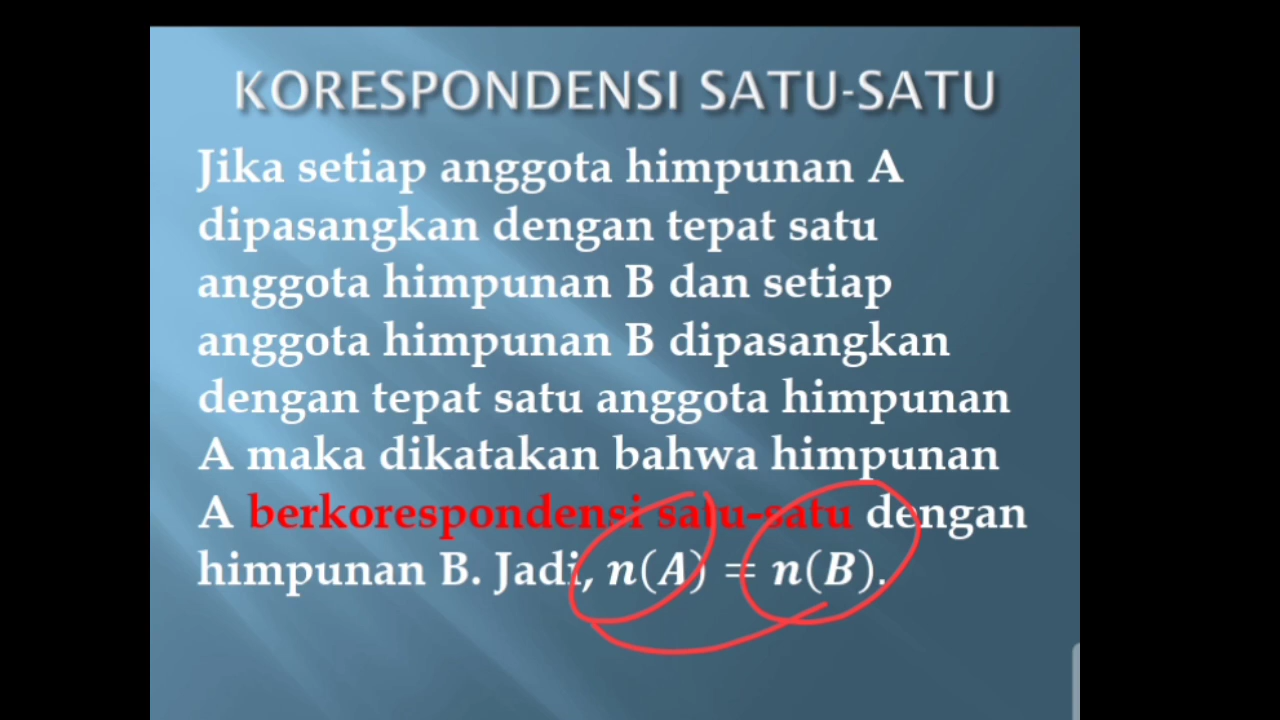 KORESPONDENSI SATU-SATU
Jika setiap anggota himpunan A
dipasangkan dengan tepat satu
anggota himpunan B dan setiap
anggota himpunan B dipasangkan
dengan tepat satu anggota himpunan
A maka dikatakan bahwa himpunan
A berkorespondensi satu-satu dengan
himpunan B. Jadi, n(A) = n(B).